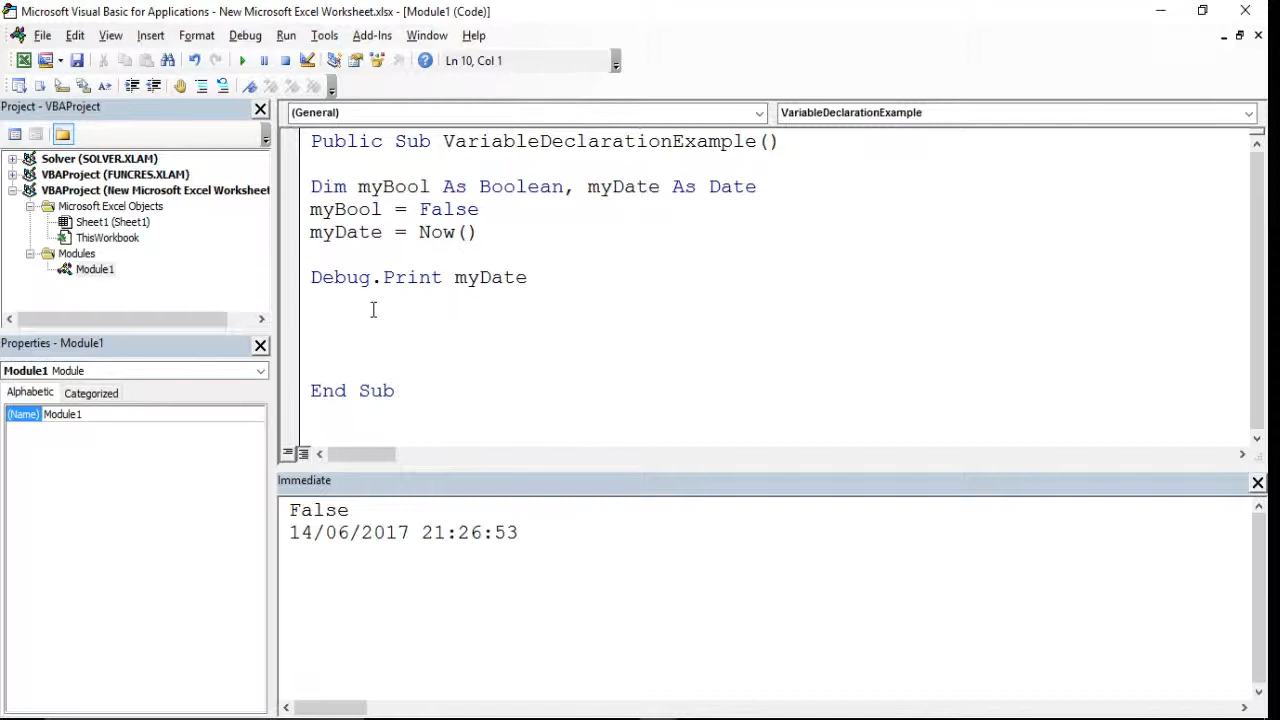 Microsoft Visual Basic for Applications - New Microsoft Excel Worksheet.xlsx - [Module1 (Code)]
File Edit View Insert Format Debug Run Tools Add-Ins Window Help
Ln 10, Col 1
Project - VBAProject
(General)
VariableDeclarationExample
Solver (SOLVER.XLAM)
VBAProject (FUNCRES.XLAM)
VBAProject (New Microsoft Excel Worksheet
Microsoft Excel Objects
Sheet1 (Sheet1)
ThisWorkbook
Modules
Module1
Properties - Module1
Module1 Module
Alphabetic Categorized
(Name) Module1
Public Sub VariableDeclarationExample()
Dim myBool As Boolean, myDate As Date
myBool = False
myDate = Now()
Debug.Print myDate
End Sub
Immediate
False
14/06/2017 21:26:53